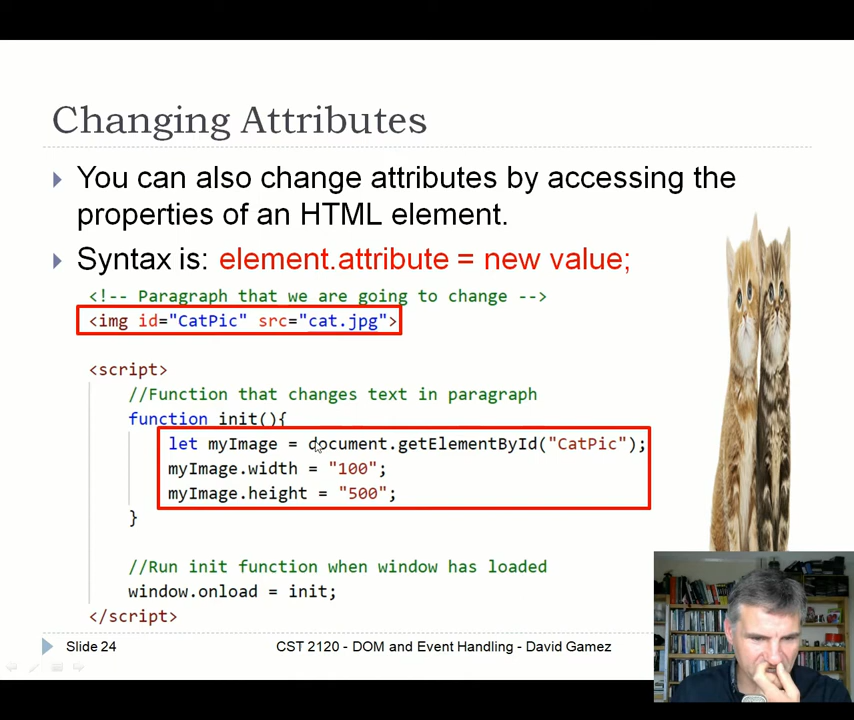 Changing Attributes
You can also change attributes by accessing the
properties of an HTML element.
Syntax is: element.attribute = new value;
<!-- Paragraph that we are going to change -->
<img id="CatPic" src="cat.jpg">
<script>
//Function that changes text in paragraph
function init(){
let myImage = document.getElementById("CatPic");
myImage.width = "100";
myImage.height = "500";
}
//Run init function when window has loaded
window.onload = init;
</script>
Slide 24
CST 2120 - DOM and Event Handling - David Gamez